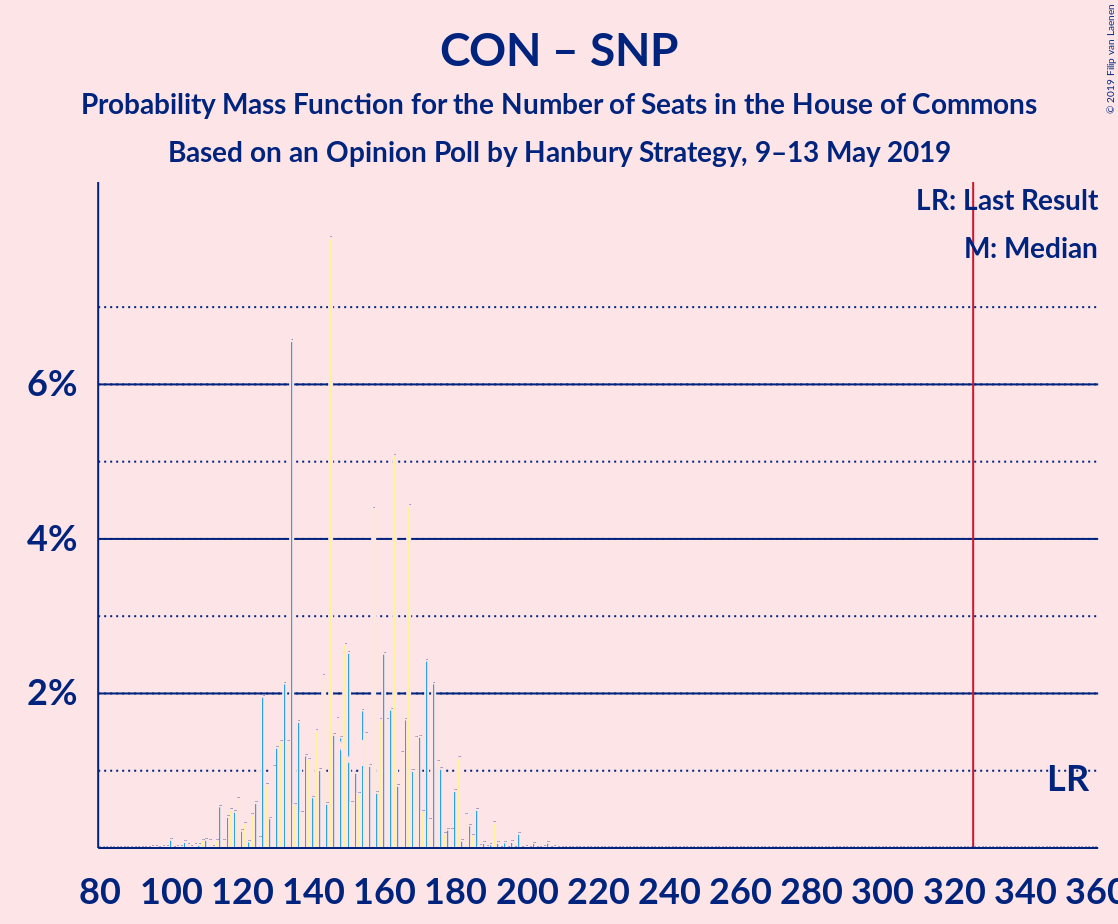 CON – SNP
Probability Mass Function for the Number of Seats in the House of Commons
Based on an Opinion Poll by Hanbury Strategy, 9–13 May 2019
© 2019 Filip van Laenen
LR: Last Result
M: Median
6%
4%
2%
LR
80 100 120 140 160 180 200 220 240 260 280 300 320 340 360